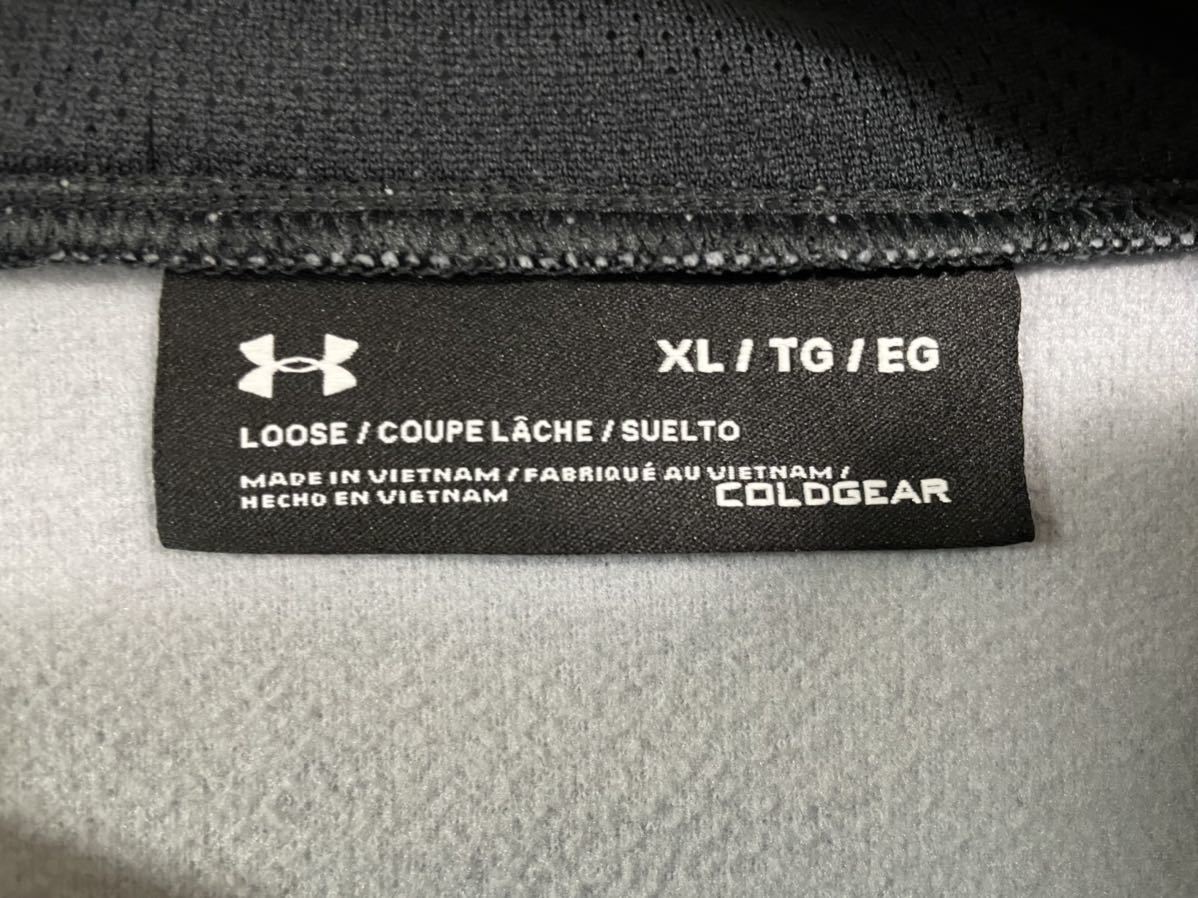 XL / TG / EG
LOOSE / COUPE LÂCHE / SUELTO
MADE IN VIETNAM / FABRIQUÉ AU VIETNAM /
HECHO EN VIETNAM
COLDGEAR